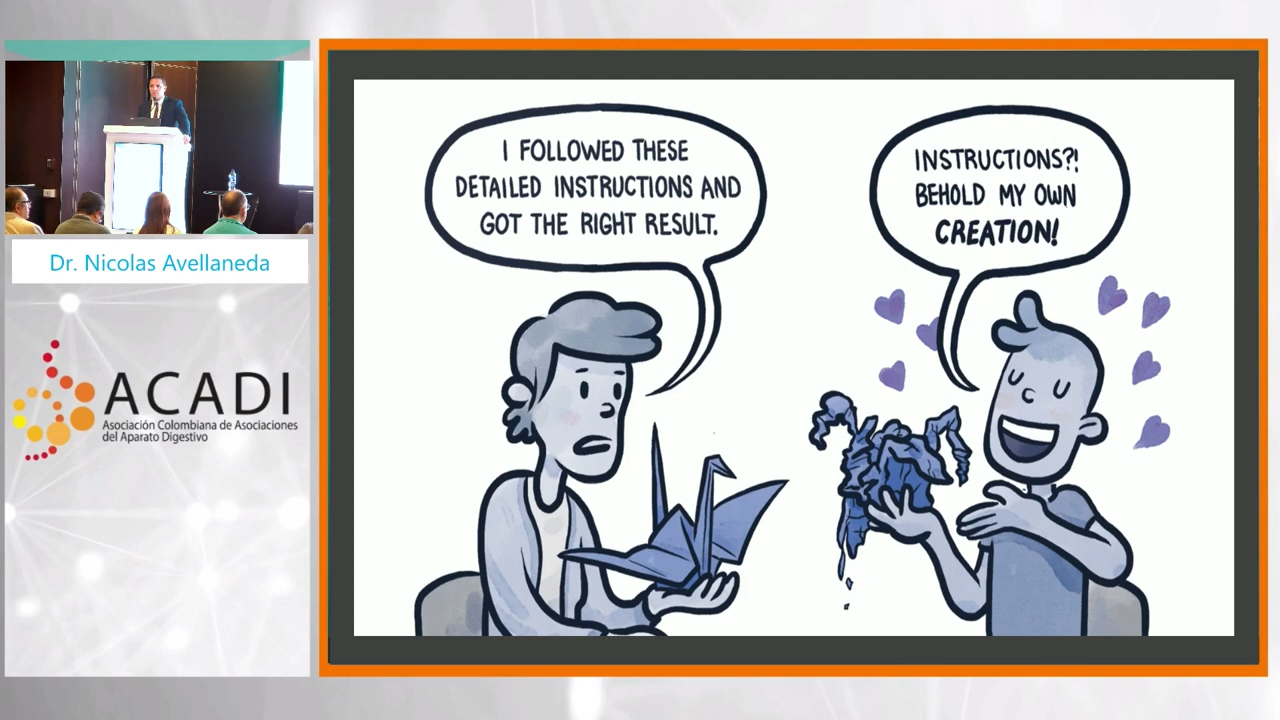 Dr. Nicolas Avellaneda
ACADI
Asociación Colombiana de Asociaciones
del Aparato Digestivo
I FOLLOWED THESE
DETAILED INSTRUCTIONS AND
GOT THE RIGHT RESULT.
INSTRUCTIONS?!
BEHOLD MY OWN
CREATION!